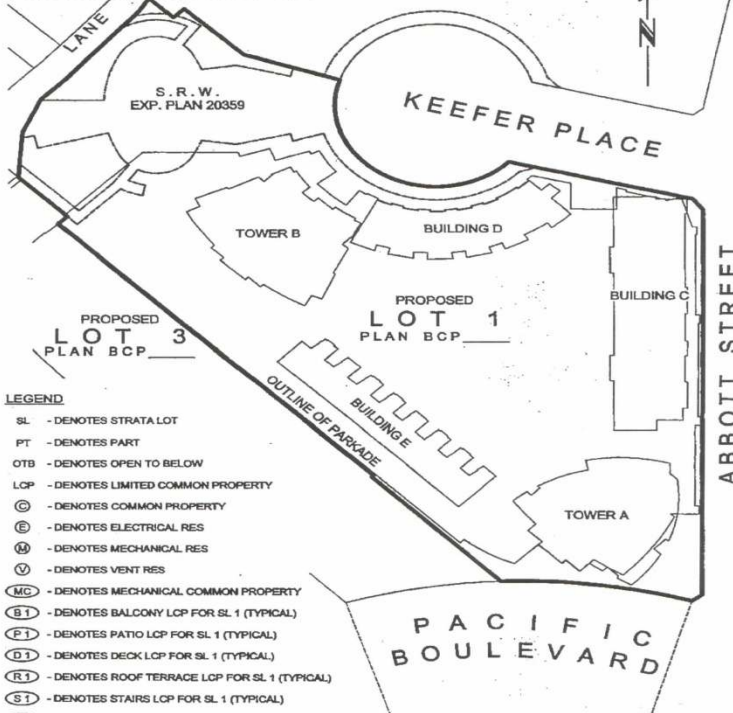 LANE
S.R.W.
EXP. PLAN 20359
N
KEEFER PLACE
TOWER B
BUILDING D
BUILDING C
ABBOTT STREET
PROPOSED
LOT 3
PLAN BCP
PROPOSED
LOT 1
PLAN BCP
OUTLINE OF PARKADE
BUILDING E
TOWER A
PACIFIC
BOULEVARD
LEGEND
SL - DENOTES STRATA LOT
PT - DENOTES PART
OTB - DENOTES OPEN TO BELOW
LCP - DENOTES LIMITED COMMON PROPERTY
C - DENOTES COMMON PROPERTY
E - DENOTES ELECTRICAL RES
M - DENOTES MECHANICAL RES
V - DENOTES VENT RES
MC - DENOTES MECHANICAL COMMON PROPERTY
B1 - DENOTES BALCONY LCP FOR SL 1 (TYPICAL)
P1 - DENOTES PATIO LCP FOR SL 1 (TYPICAL)
D1 - DENOTES DECK LCP FOR SL 1 (TYPICAL)
R1 - DENOTES ROOF TERRACE LCP FOR SL 1 (TYPICAL)
S1 - DENOTES STAIRS LCP FOR SL 1 (TYPICAL)